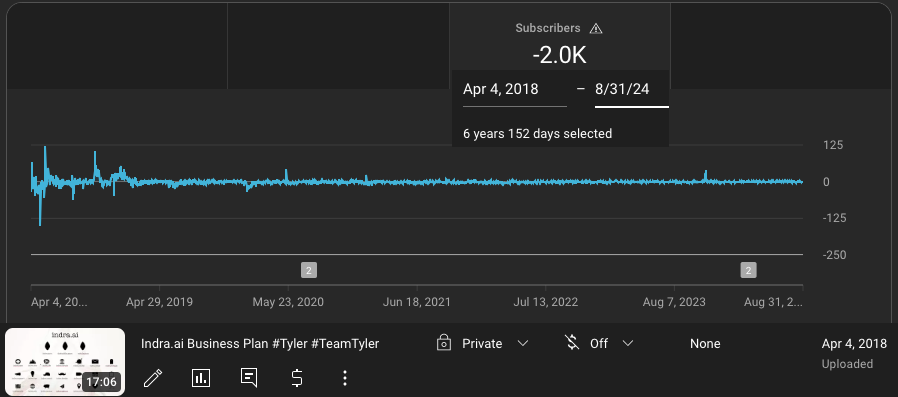 Subscribers
-2.0K
Apr 4, 2018 – 8/31/24
6 years 152 days selected
125
0
-125
-250
2 2
Apr 4, 20... Apr 29, 2019 May 23, 2020 Jun 18, 2021 Jul 13, 2022 Aug 7, 2023 Aug 31, 2...
indra.ai
17:06
Indra.ai Business Plan #Tyler #TeamTyler Private Off None Apr 4, 2018
Uploaded